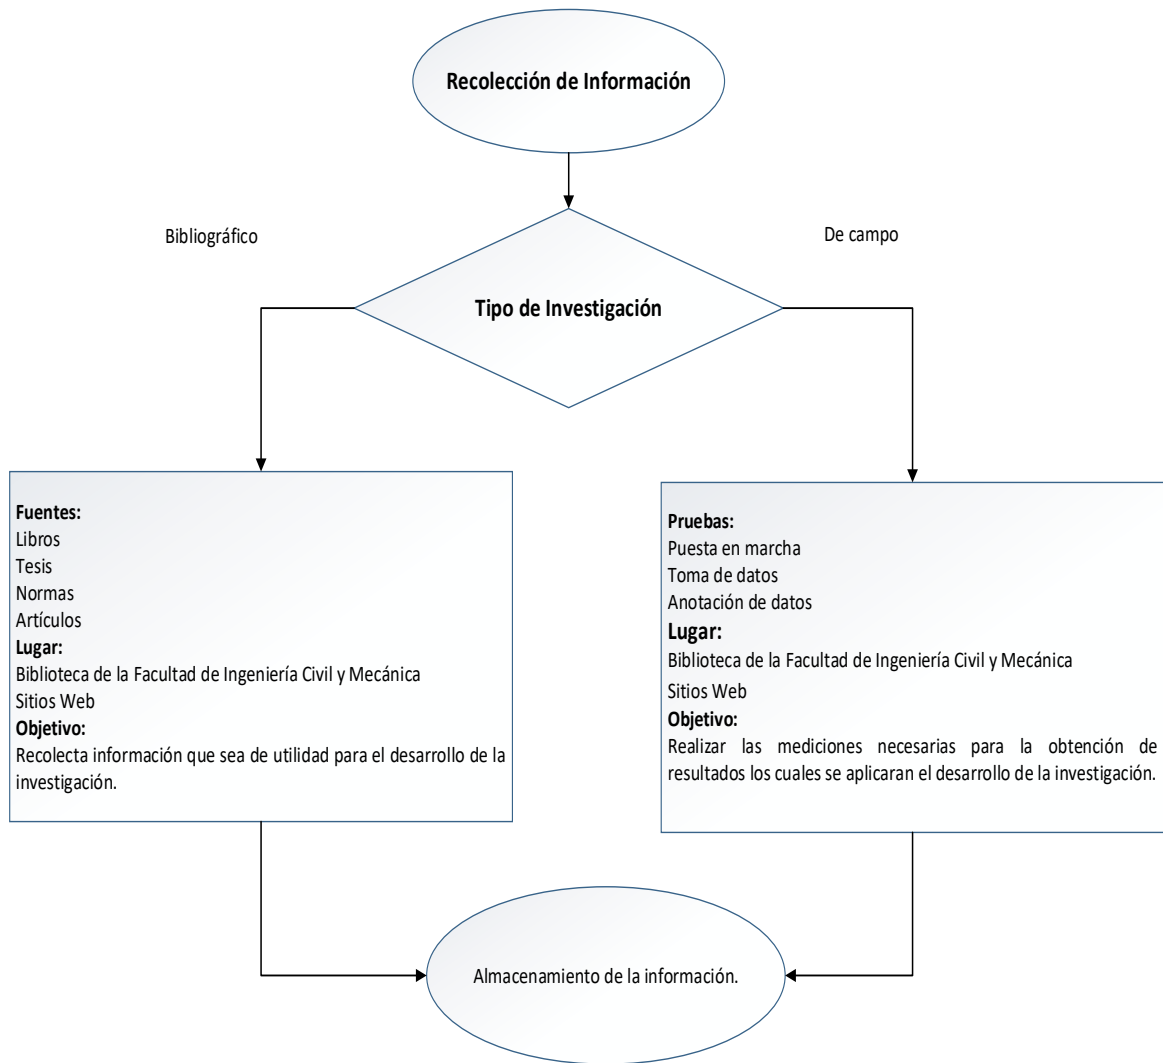 Recolección de Información
Bibliográfico
De campo
Tipo de Investigación
Fuentes:
Libros
Tesis
Normas
Artículos
Lugar:
Biblioteca de la Facultad de Ingeniería Civil y Mecánica
Sitios Web
Objetivo:
Recolecta información que sea de utilidad para el desarrollo de la
investigación.
Pruebas:
Puesta en marcha
Toma de datos
Anotación de datos
Lugar:
Biblioteca de la Facultad de Ingeniería Civil y Mecánica
Sitios Web
Objetivo:
Realizar las mediciones necesarias para la obtención de
resultados los cuales se aplicaran el desarrollo de la investigación.
Almacenamiento de la información.